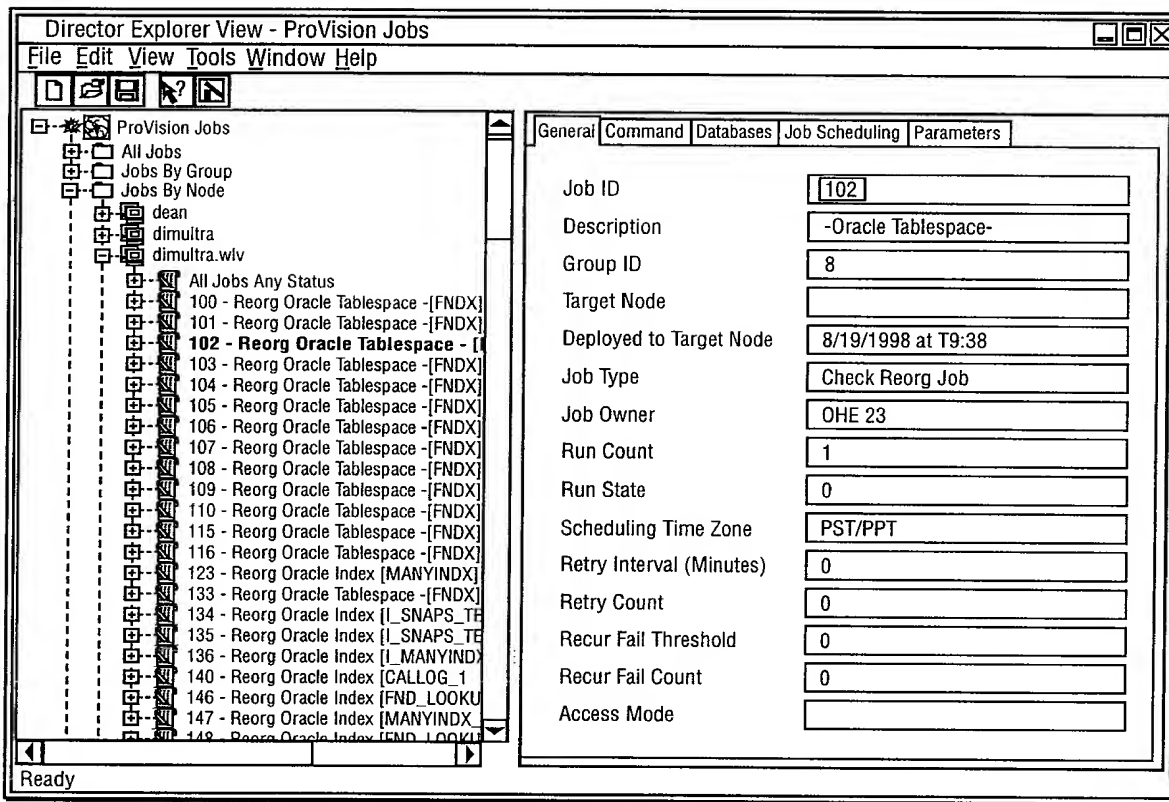 Director Explorer View - ProVision Jobs
File Edit View Tools Window Help
ProVision Jobs
All Jobs
Jobs By Group
Jobs By Node
dean
dimultra
dimultra.wlv
All Jobs Any Status
100 - Reorg Oracle Tablespace -[FNDX]
101 - Reorg Oracle Tablespace -[FNDX]
102 - Reorg Oracle Tablespace - [
103 - Reorg Oracle Tablespace -[FNDX]
104 - Reorg Oracle Tablespace -[FNDX]
105 - Reorg Oracle Tablespace -[FNDX]
106 - Reorg Oracle Tablespace -[FNDX]
107 - Reorg Oracle Tablespace -[FNDX]
108 - Reorg Oracle Tablespace -[FNDX]
109 - Reorg Oracle Tablespace -[FNDX]
110 - Reorg Oracle Tablespace -[FNDX]
115 - Reorg Oracle Tablespace -[FNDX]
116 - Reorg Oracle Tablespace -[FNDX]
123 - Reorg Oracle Index [MANYINDX]
133 - Reorg Oracle Tablespace -[FNDX]
134 - Reorg Oracle Index [I_SNAPS_TE
135 - Reorg Oracle Index [I_SNAPS_TE
136 - Reorg Oracle Index [I_MANYINDX
140 - Reorg Oracle Index [CALLOG_1
146 - Reorg Oracle Index [FND_LOOKU
147 - Reorg Oracle Index [MANYINDX_
148 - Reorg Oracle Index [FND_LOOKU
General Command Databases Job Scheduling Parameters
Job ID 102
Description -Oracle Tablespace-
Group ID 8
Target Node
Deployed to Target Node 8/19/1998 at T9:38
Job Type Check Reorg Job
Job Owner OHE 23
Run Count 1
Run State 0
Scheduling Time Zone PST/PPT
Retry Interval (Minutes) 0
Retry Count 0
Recur Fail Threshold 0
Recur Fail Count 0
Access Mode
Ready